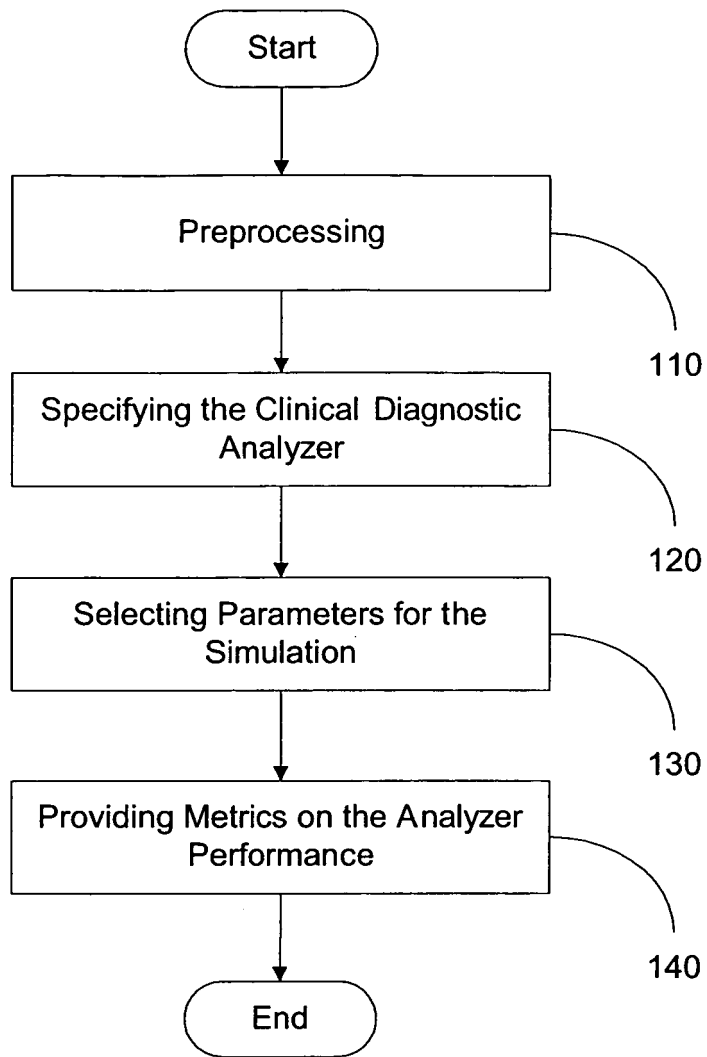 Start
Preprocessing
110
Specifying the Clinical Diagnostic
Analyzer
120
Selecting Parameters for the
Simulation
130
Providing Metrics on the Analyzer
Performance
140
End